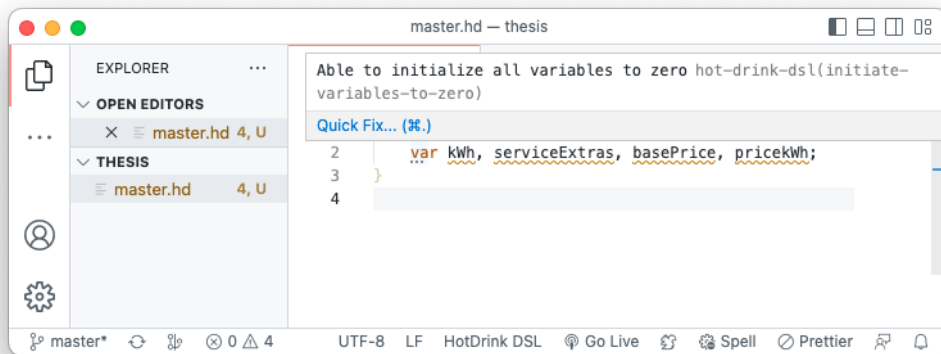 master.hd — thesis
EXPLORER ···
OPEN EDITORS
master.hd 4, U
THESIS
master.hd 4, U
Able to initialize all variables to zero hot-drink-dsl(initiate-
variables-to-zero)
Quick Fix... (⌘.)
2 var kWh, serviceExtras, basePrice, pricekWh;
3 }
4
master* 0 4 UTF-8 LF HotDrink DSL Go Live Spell Prettier